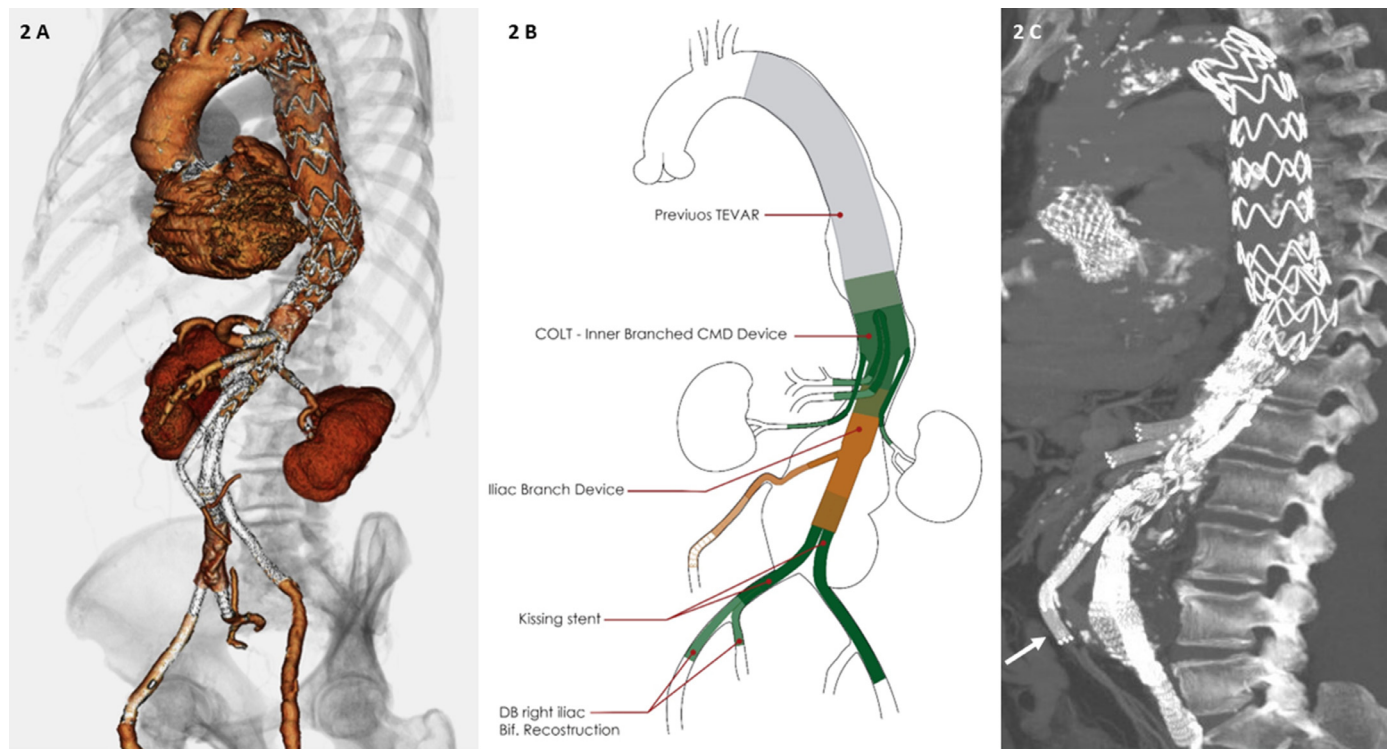 2 A
2 B
2 C
Previuos TEVAR
COLT - Inner Branched CMD Device
Iliac Branch Device
Kissing stent
DB right iliac
Bif. Recostruction